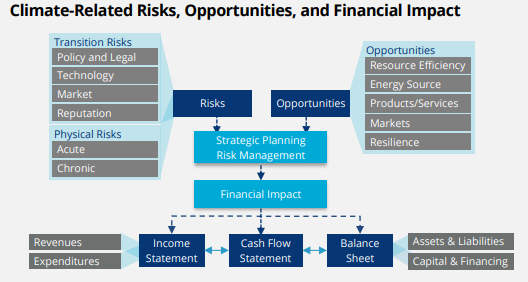 Climate-Related Risks, Opportunities, and Financial Impact
Transition Risks
Policy and Legal
Technology
Market
Reputation
Physical Risks
Acute
Chronic
Risks
Opportunities
Opportunities
Resource Efficiency
Energy Source
Products/Services
Markets
Resilience
Strategic Planning
Risk Management
Financial Impact
Revenues
Expenditures
Income
Statement
Cash Flow
Statement
Balance
Sheet
Assets & Liabilities
Capital & Financing